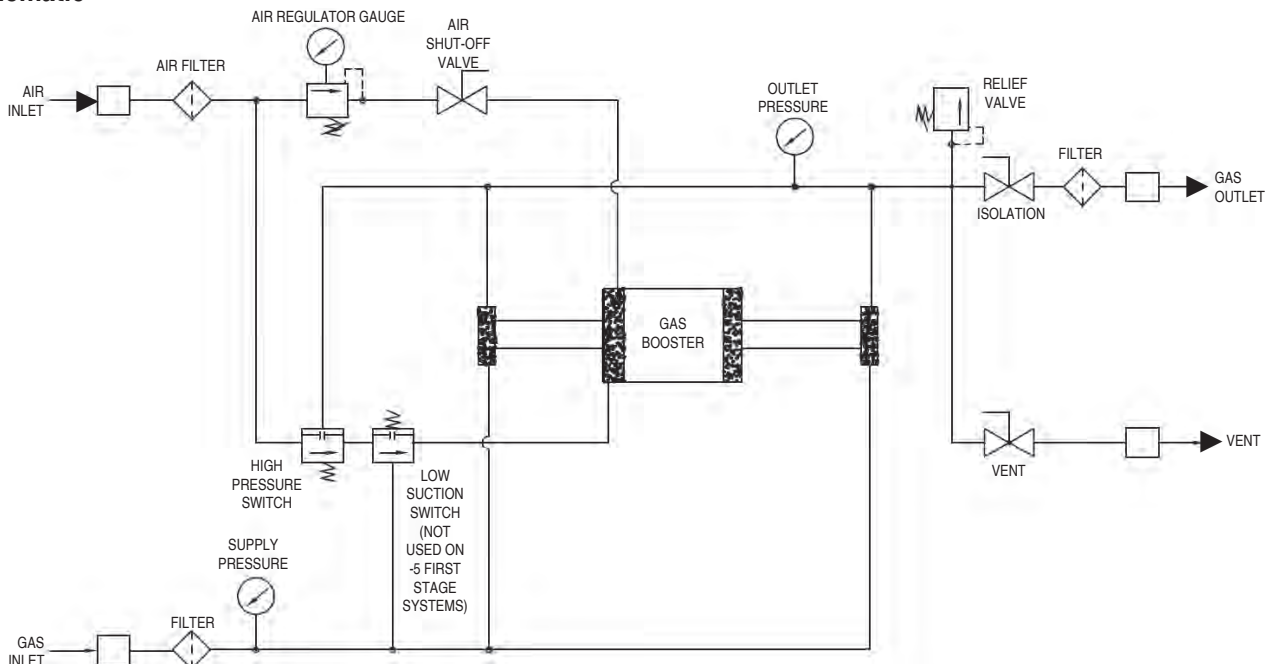 AIR REGULATOR GAUGE
AIR
SHUT-OFF
VALVE
AIR FILTER
AIR
INLET
OUTLET
PRESSURE
RELIEF
VALVE
FILTER
GAS
OUTLET
ISOLATION
GAS
BOOSTER
HIGH
PRESSURE
SWITCH
LOW
SUCTION
SWITCH
(NOT
USED ON
-5 FIRST
STAGE
SYSTEMS)
VENT
VENT
SUPPLY
PRESSURE
FILTER
GAS
INLET